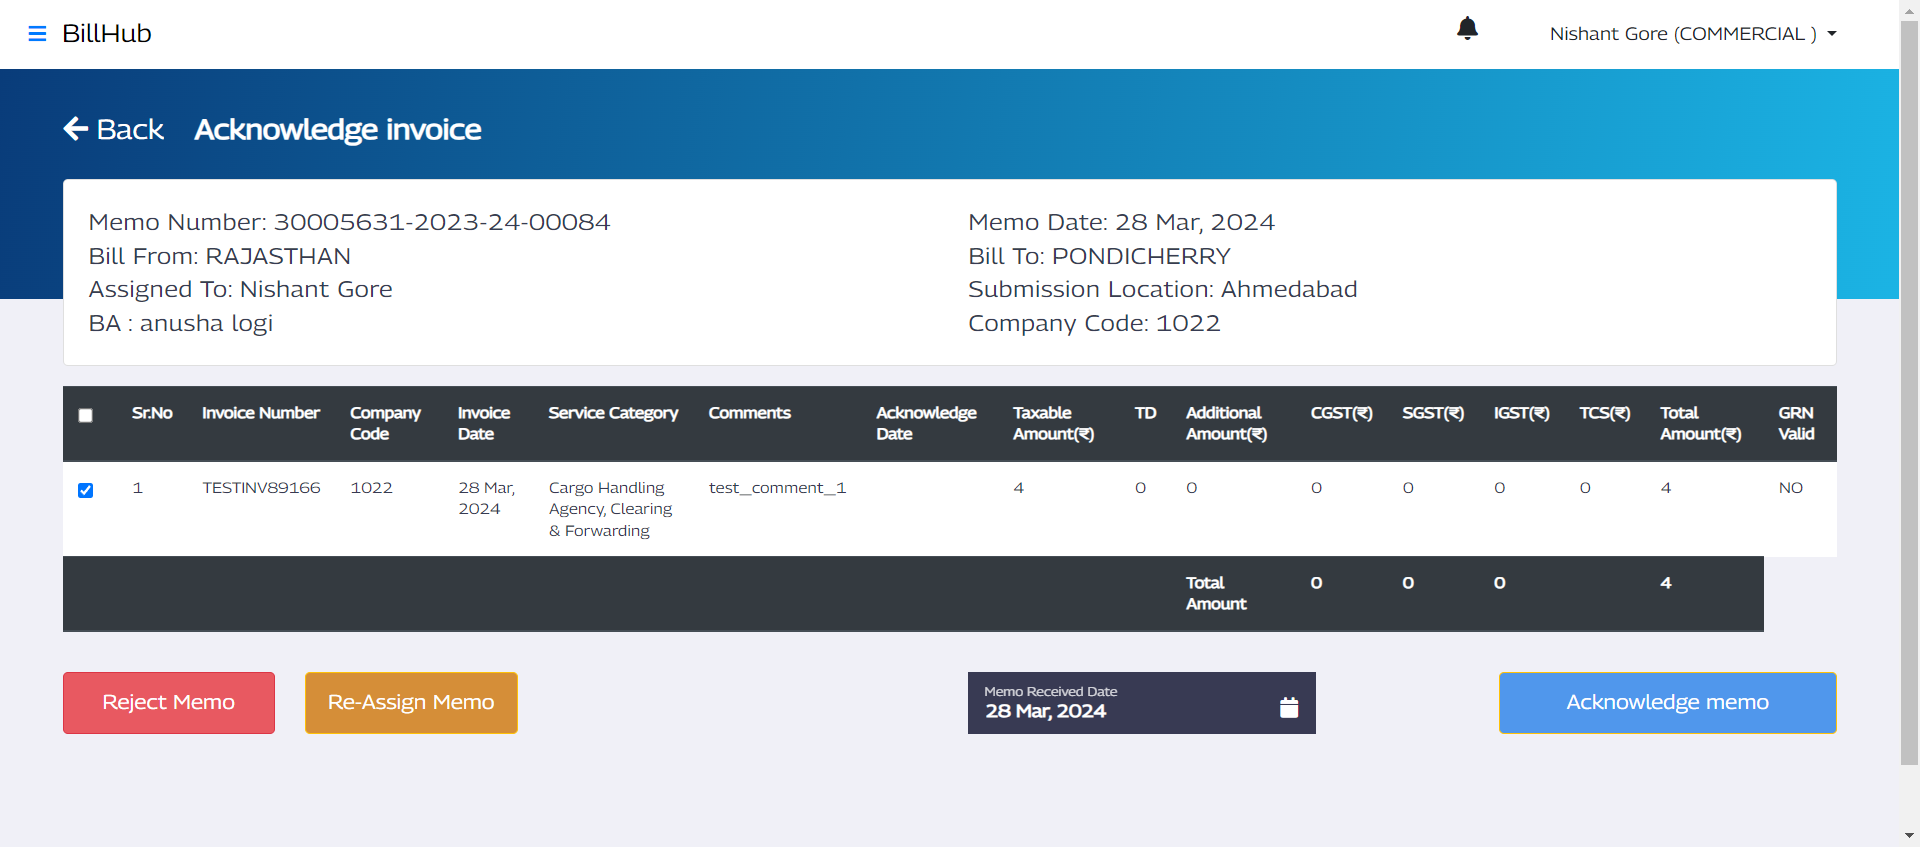 BillHub
Nishant Gore (COMMERCIAL )
Back Acknowledge invoice
Memo Number: 30005631-2023-24-00084
Memo Date: 28 Mar, 2024
Bill From: RAJASTHAN
Bill To: PONDICHERRY
Assigned To: Nishant Gore
Submission Location: Ahmedabad
BA : anusha logi
Company Code: 1022
Sr.No Invoice Number Company Code Invoice Date Service Category Comments Acknowledge Date Taxable Amount(₹) TD Additional Amount(₹) CGST(₹) SGST(₹) IGST(₹) TCS(₹) Total Amount(₹) GRN Valid
1 TESTINV89166 1022 28 Mar, 2024 Cargo Handling Agency, Clearing & Forwarding test_comment_1 4 0 0 0 0 0 0 4 NO
Total Amount 0 0 0 4
Reject Memo
Re-Assign Memo
Memo Received Date
28 Mar, 2024
Acknowledge memo